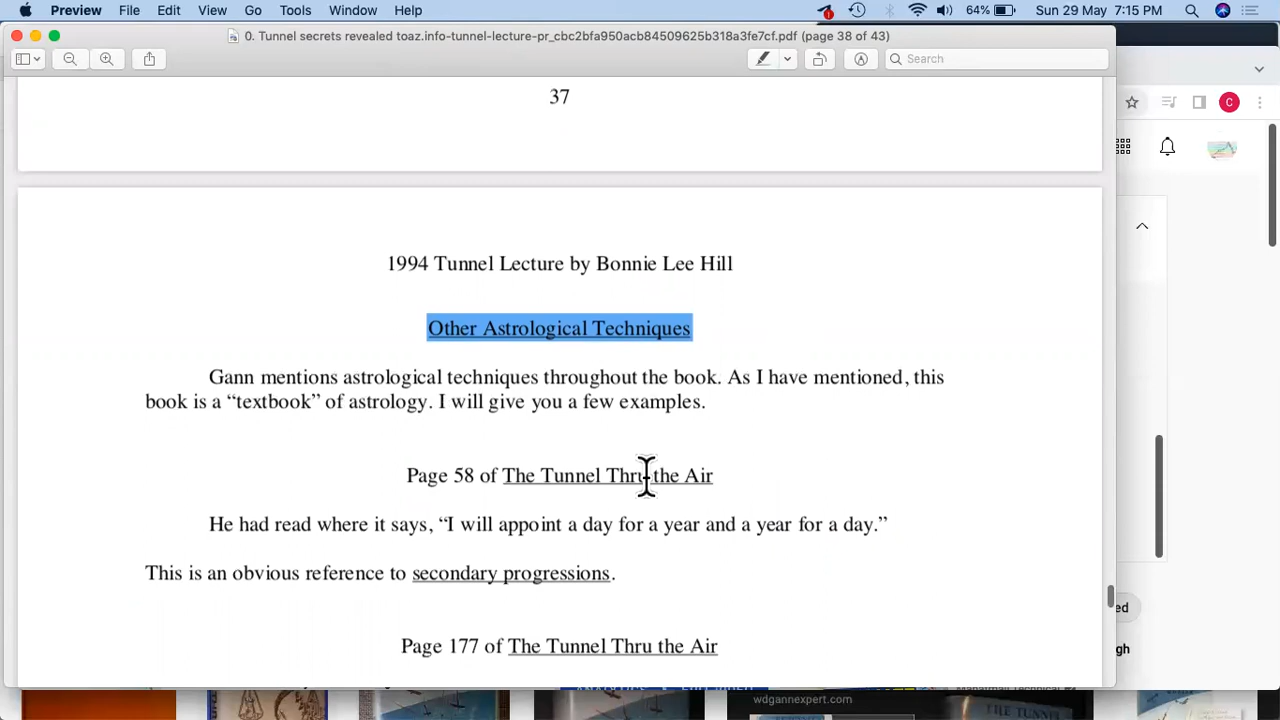 Preview File Edit View Go Tools Window Help 64% Sun 29 May 7:15 PM
0. Tunnel secrets revealed toaz.info-tunnel-lecture-pr_cbc2bfa950acb84509625b318a3fe7cf.pdf (page 38 of 43)
Search
C
37
1994 Tunnel Lecture by Bonnie Lee Hill
Other Astrological Techniques
Gann mentions astrological techniques throughout the book. As I have mentioned, this
book is a “textbook” of astrology. I will give you a few examples.
Page 58 of The Tunnel Thru the Air
He had read where it says, “I will appoint a day for a year and a year for a day.”
This is an obvious reference to secondary progressions.
ed
gh
Page 177 of The Tunnel Thru the Air
wdgannexpert.com